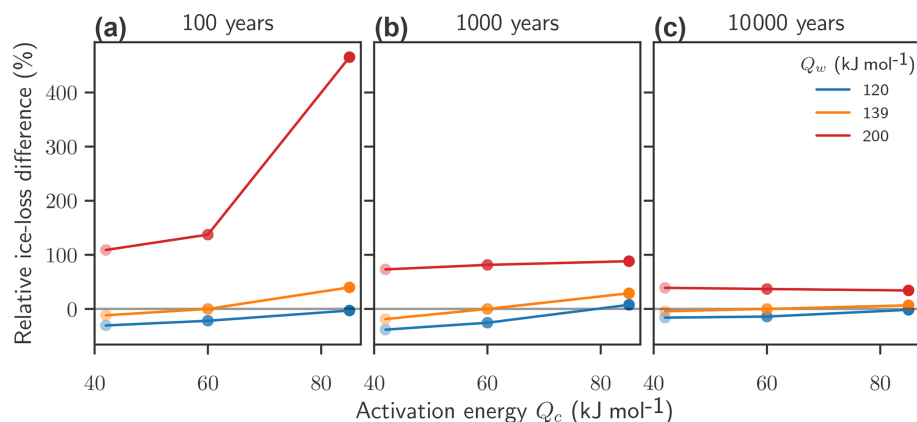 (a) 100 years
(b) 1000 years
(c) 10000 years
Relative ice-loss difference (%)
400
300
200
100
0
Q_w (kJ mol⁻¹)
120
139
200
40 60 80
40 60 80
40 60 80
Activation energy Q_c (kJ mol⁻¹)